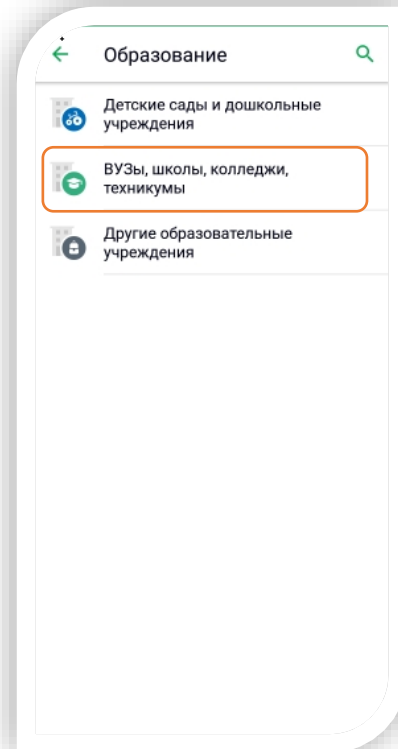 Образование
Детские сады и дошкольные
учреждения
ВУЗы, школы, колледжи,
техникумы
Другие образовательные
учреждения